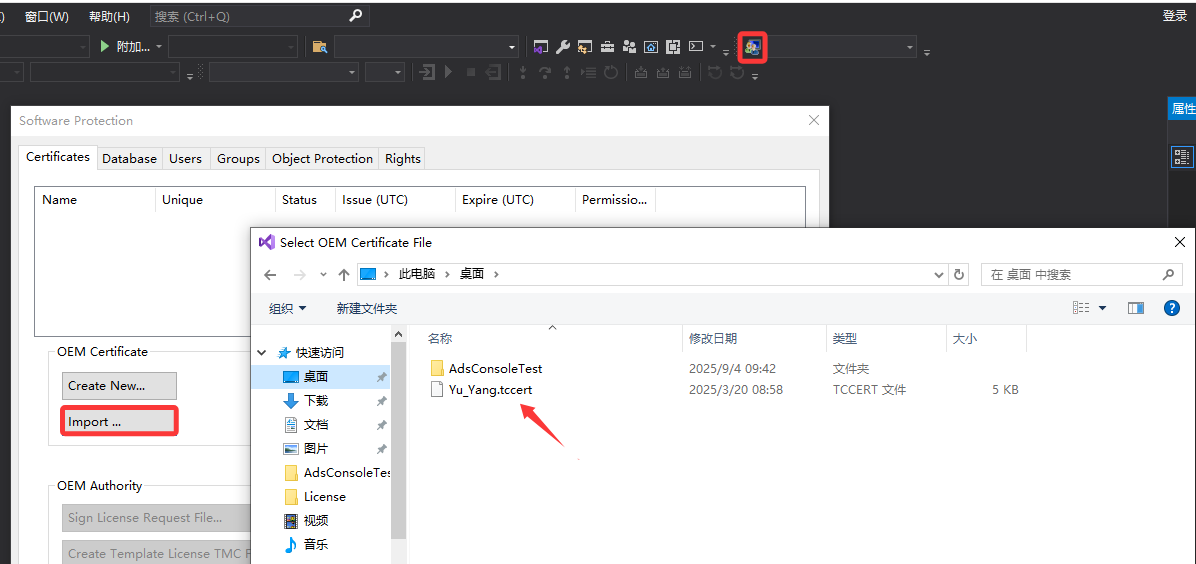 窗口(W) 帮助(H) 搜索 (Ctrl+Q) 登录
附加...
属性
Software Protection
Certificates Database Users Groups Object Protection Rights
Name Unique Status Issue (UTC) Expire (UTC) Permissio...
Select OEM Certificate File
此电脑 桌面 在 桌面 中搜索
组织 新建文件夹
名称 修改日期 类型 大小
OEM Certificate
快速访问
AdsConsoleTest 2025/9/4 09:42 文件夹
Create New...
桌面
Yu_Yang.tccert 2025/3/20 08:58 TCCERT 文件 5 KB
下载
Import ...
文档
图片
AdsConsoleTes
OEM Authority
License
Sign License Request File...
视频
音乐
Create Template License TMC F